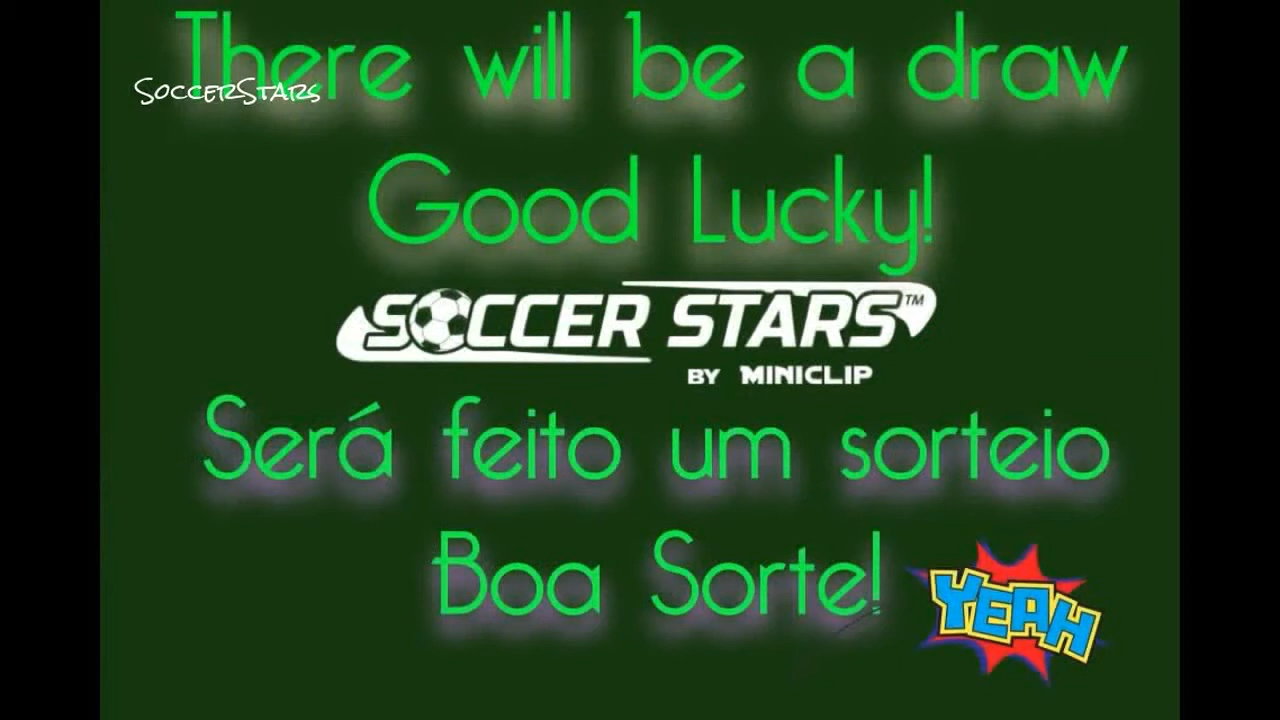 There will be a draw
SoccerStars
Good Lucky!
SOCCER STARS™
BY MINICLIP
Será feito um sorteio
Boa Sorte!
YEAH